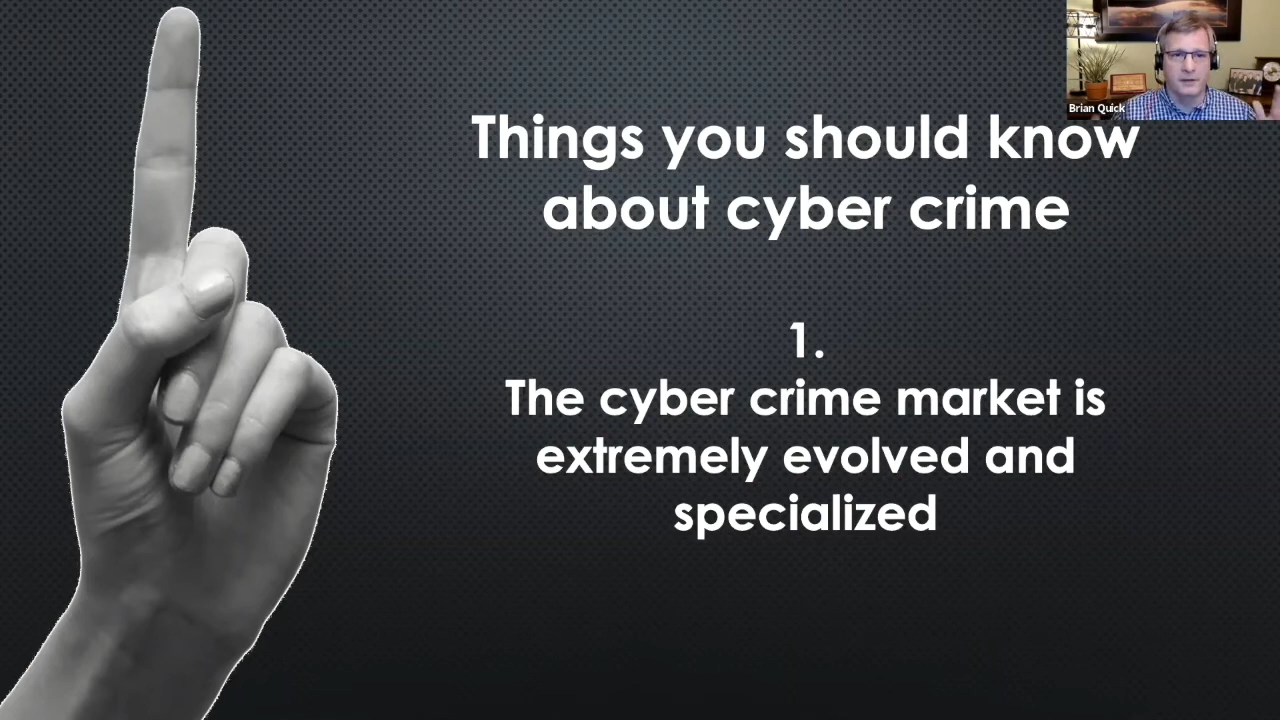 Brian Quick
Things you should know
about cyber crime
1.
The cyber crime market is
extremely evolved and
specialized